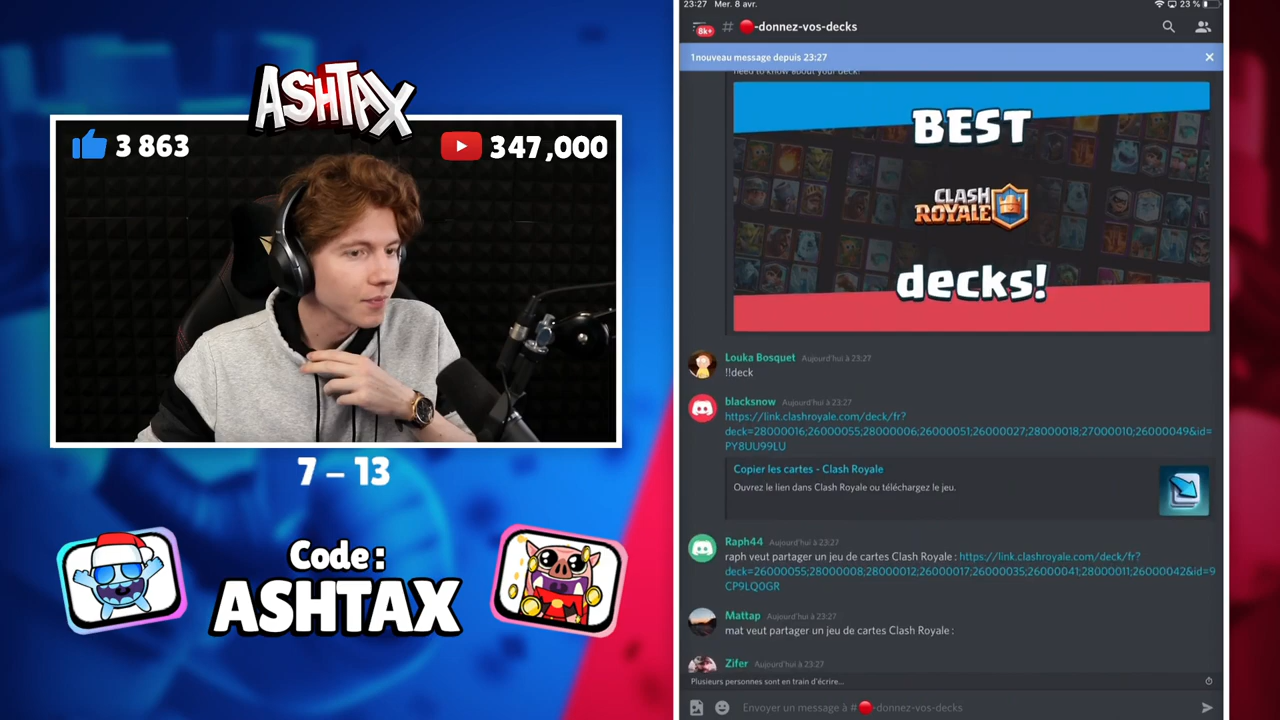 ASHTAX
3 863
347,000
7 – 13
Code :
ASHTAX
23:27 Mer. 8 avr.
23 %
8k+
# 🔴-donnez-vos-decks
1 nouveau message depuis 23:27
need to know about your deck!
BEST
CLASH
ROYALE
decks!
Louka Bosquet Aujourd'hui à 23:27
!!deck
blacksnow Aujourd'hui à 23:27
https://link.clashroyale.com/deck/fr?
deck=28000016;26000055;28000006;26000051;26000027;28000018;27000010;26000049&id=
PY8UU99LU
Copier les cartes - Clash Royale
Ouvrez le lien dans Clash Royale ou téléchargez le jeu.
Raph44 Aujourd'hui à 23:27
raph veut partager un jeu de cartes Clash Royale : https://link.clashroyale.com/deck/fr?
deck=26000055;28000008;28000012;26000017;26000035;26000041;28000011;26000042&id=9
CP9LQ0GR
Mattap Aujourd'hui à 23:27
mat veut partager un jeu de cartes Clash Royale :
Zifer Aujourd'hui à 23:27
Plusieurs personnes sont en train d'écrire...
Envoyer un message à #🔴-donnez-vos-decks